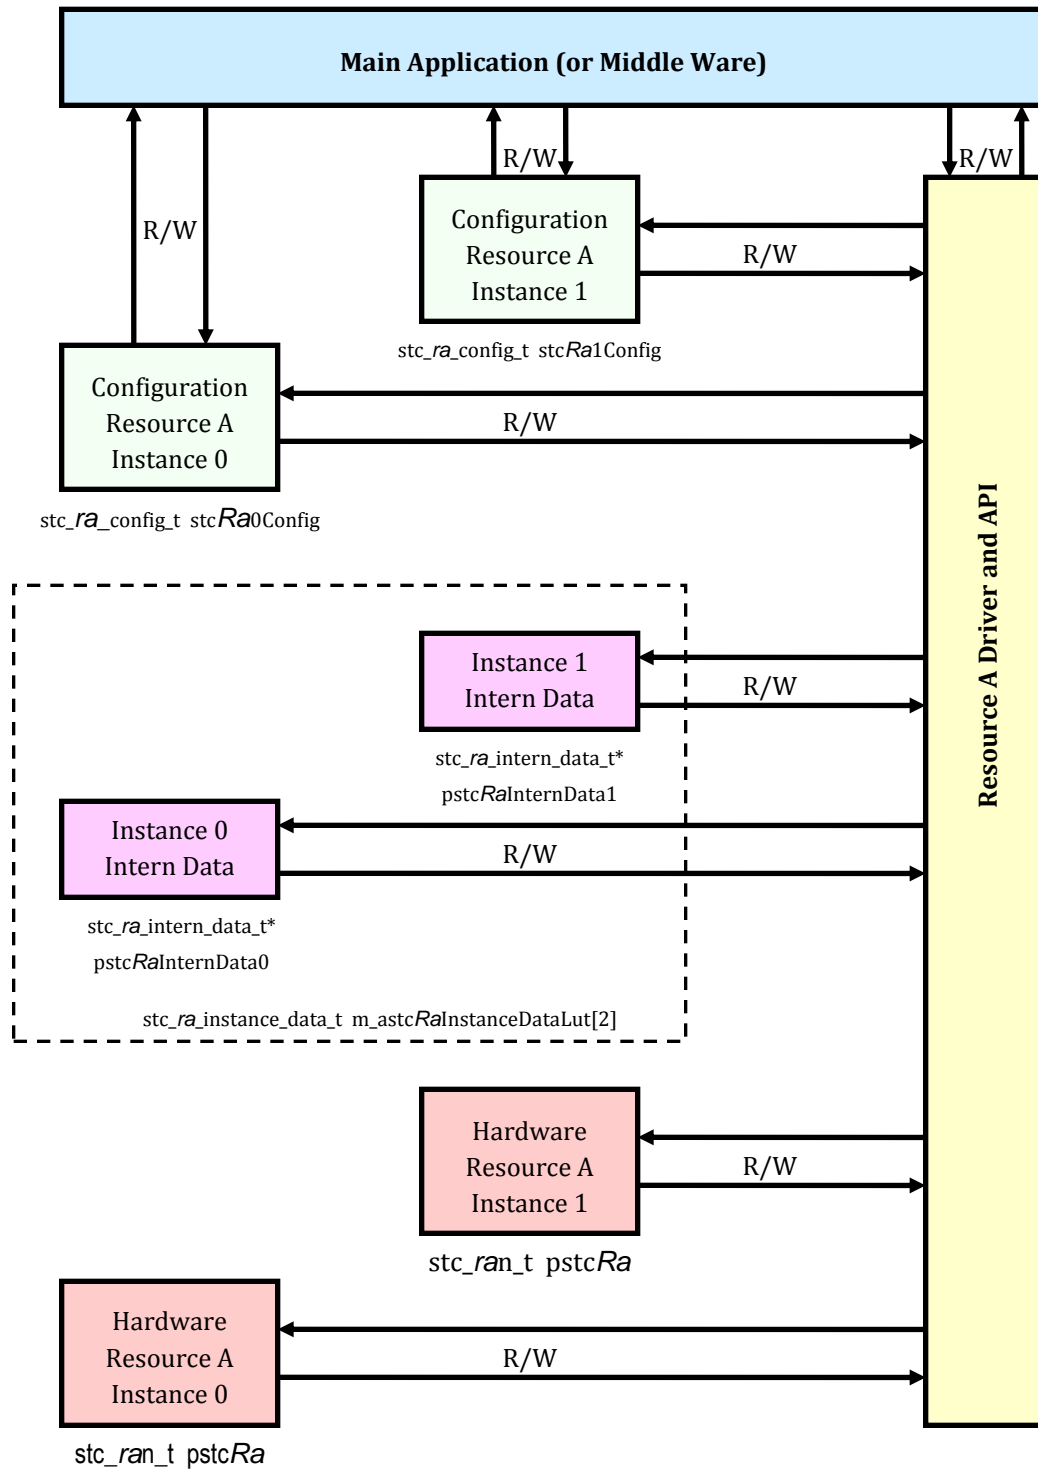 Main Application (or Middle Ware)
R/W
R/W
R/W
Configuration
Resource A
Instance 1
R/W
stc_ra_config_t stcRa1Config
Configuration
Resource A
Instance 0
R/W
stc_ra_config_t stcRa0Config
Resource A Driver and API
Instance 1
Intern Data
R/W
stc_ra_intern_data_t*
pstcRaInternData1
Instance 0
Intern Data
R/W
stc_ra_intern_data_t*
pstcRaInternData0
stc_ra_instance_data_t m_astcRaInstanceDataLut[2]
Hardware
Resource A
Instance 1
R/W
stc_ran_t pstcRa
Hardware
Resource A
Instance 0
R/W
stc_ran_t pstcRa